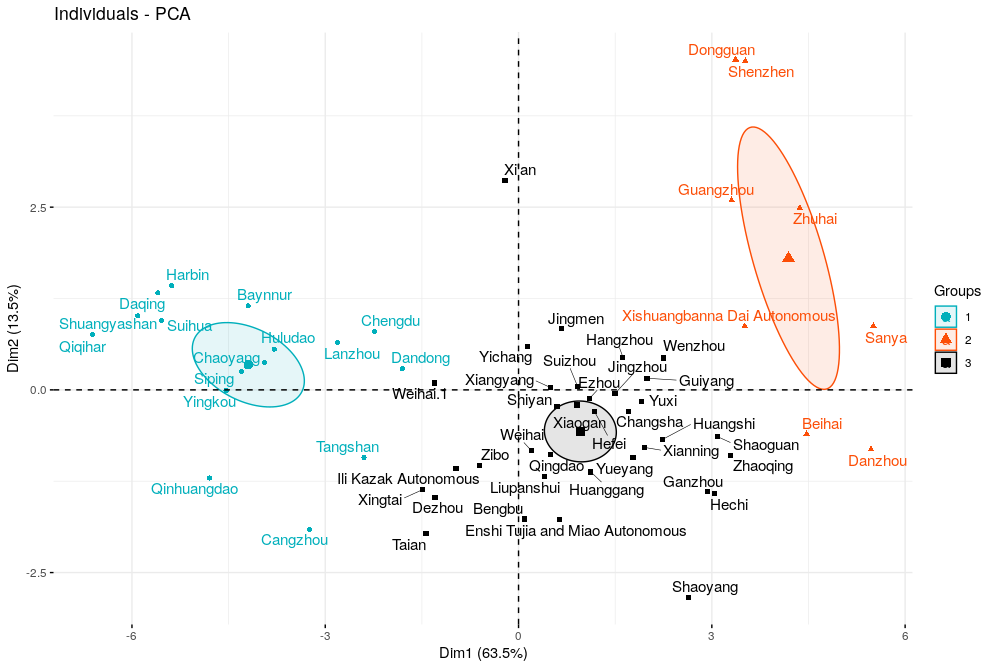 Individuals - PCA
Dongguan
Shenzhen
Xi'an
Guangzhou
Zhuhai
2.5
Harbin
Daqing
Baynnur
Shuangyashan
Suihua
Chengdu
Jingmen
Xishuangbanna Dai Autonomous
Qiqihar
Huludao
Lanzhou
Hangzhou
Wenzhou
Sanya
Chaoyang
Dandong
Yichang
Suizhou
Jingzhou
Siping
Xiangyang
Ezhou
Guiyang
0.0
Weihai.1
Yingkou
Shiyan
Yuxi
Xiaogan
Changsha
Huangshi
Beihai
Weihai
Hefei
Shaoguan
Tangshan
Zibo
Xianning
Danzhou
Qingdao
Yueyang
Zhaoqing
Ili Kazak Autonomous
Ganzhou
Qinhuangdao
Liupanshui
Huanggang
Xingtai
Dezhou
Bengbu
Hechi
Cangzhou
Enshi Tujia and Miao Autonomous
Taian
-2.5
Shaoyang
-6
-3
0
3
6
Dim1 (63.5%)
Dim2 (13.5%)
Groups
1
2
3